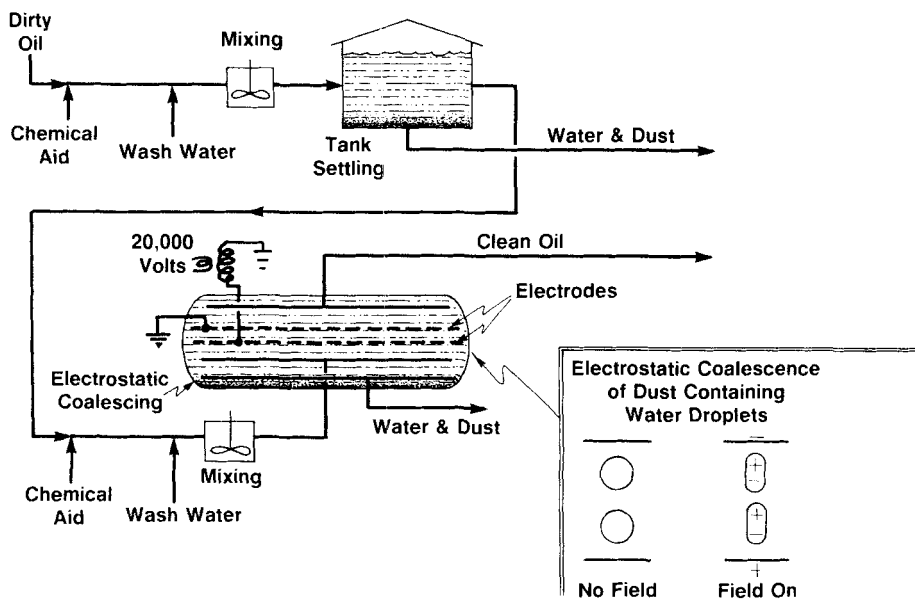 Dirty
Oil
Mixing
Chemical
Aid
Wash Water
Tank
Settling
Water & Dust
20,000
Volts
Clean Oil
Electrodes
Electrostatic
Coalescing
Water & Dust
Mixing
Chemical
Aid
Wash Water
Electrostatic Coalescence
of Dust Containing
Water Droplets
–
+
–
+
–
+
No Field
Field On